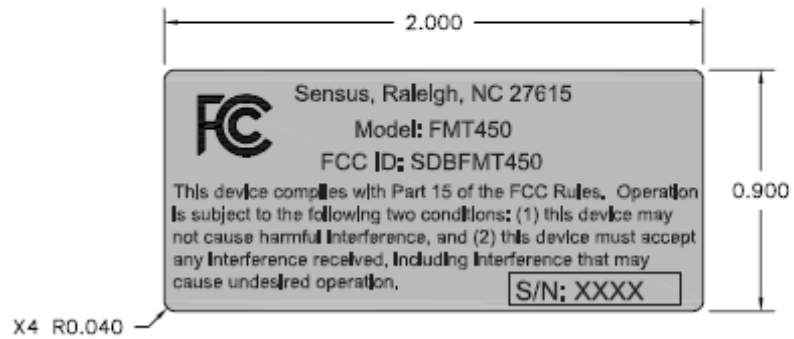 2.000
FC
Sensus, Raleigh, NC 27615
Model: FMT450
FCC ID: SDBFMT450
This device complies with Part 15 of the FCC Rules. Operation
is subject to the following two conditions: (1) this device may
not cause harmful interference, and (2) this device must accept
any interference received, including interference that may
cause undesired operation.
S/N: XXXX
0.900
X4 R0.040